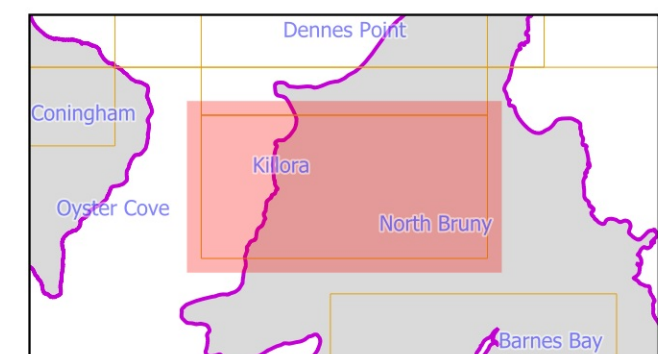 Dennes Point
Coningham
Killora
Oyster Cove
North Bruny
Barnes Bay